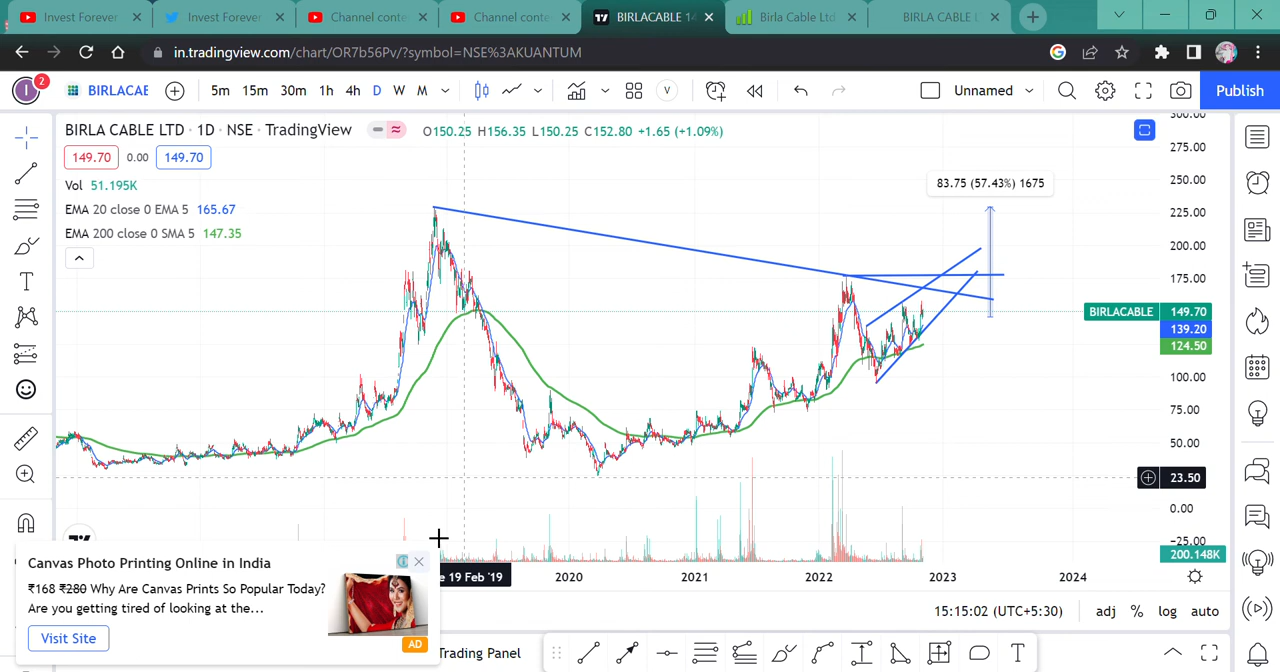 Invest Forever
Invest Forever
Channel conte
Channel conte
BIRLACABLE 14
Birla Cable Ltd
BIRLA CABLE L
in.tradingview.com/chart/OR7b56Pv/?symbol=NSE%3AKUANTUM
I 2
BIRLACAE
5m 15m 30m 1h 4h D W M
V
Unnamed
Publish
BIRLA CABLE LTD · 1D · NSE · TradingView
O150.25 H156.35 L150.25 C152.80 +1.65 (+1.09%)
149.70 0.00 149.70
Vol 51.195K
EMA 20 close 0 EMA 5 165.67
EMA 200 close 0 SMA 5 147.35
83.75 (57.43%) 1675
300.00
275.00
250.00
225.00
200.00
175.00
BIRLACABLE 149.70
139.20
124.50
100.00
75.00
50.00
23.50
0.00
−25.00
200.148K
e 19 Feb '19
2020 2021 2022 2023 2024
15:15:02 (UTC+5:30)
adj % log auto
Canvas Photo Printing Online in India
₹168 ₹280 Why Are Canvas Prints So Popular Today?
Are you getting tired of looking at the...
Visit Site
AD
Trading Panel
T